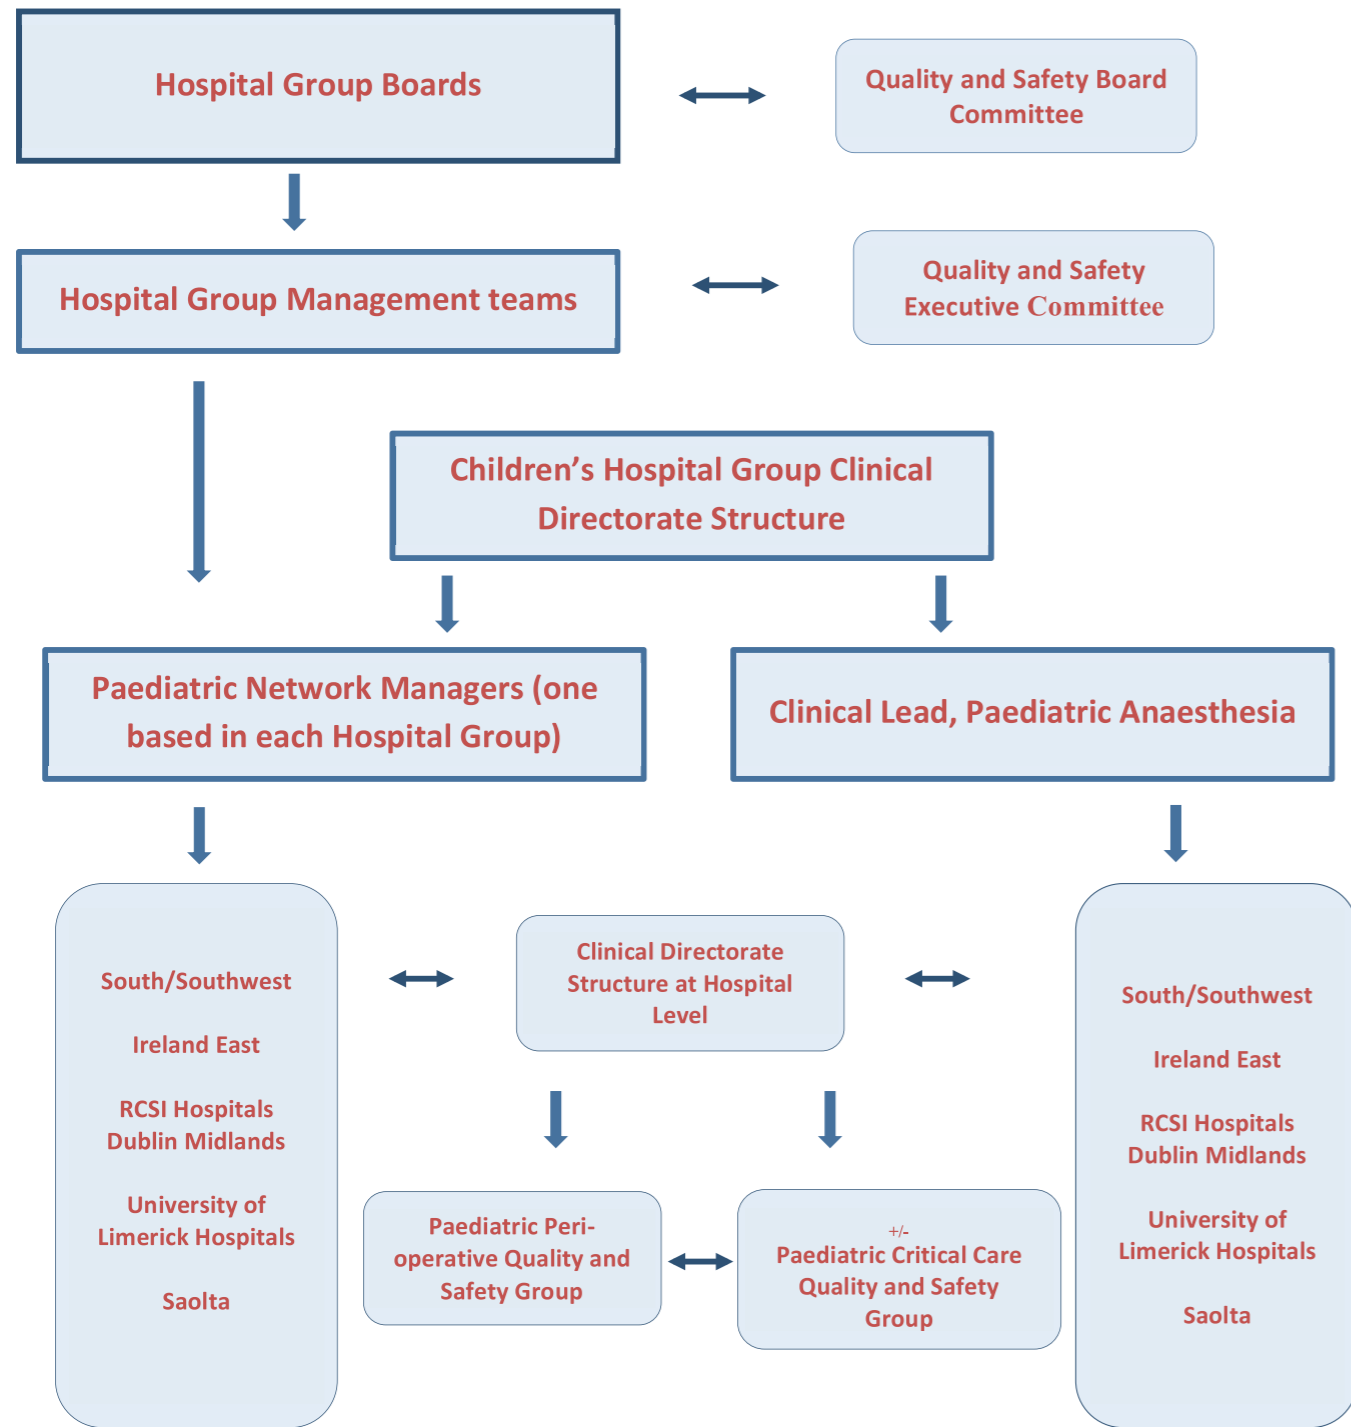 Hospital Group Boards
Quality and Safety Board
Committee
Hospital Group Management teams
Quality and Safety
Executive Committee
Children’s Hospital Group Clinical
Directorate Structure
Paediatric Network Managers (one
based in each Hospital Group)
Clinical Lead, Paediatric Anaesthesia
South/Southwest
Ireland East
RCSI Hospitals
Dublin Midlands
University of
Limerick Hospitals
Saolta
Clinical Directorate
Structure at Hospital
Level
Paediatric Peri-
operative Quality and
Safety Group
+/-
Paediatric Critical Care
Quality and Safety
Group
South/Southwest
Ireland East
RCSI Hospitals
Dublin Midlands
University of
Limerick Hospitals
Saolta